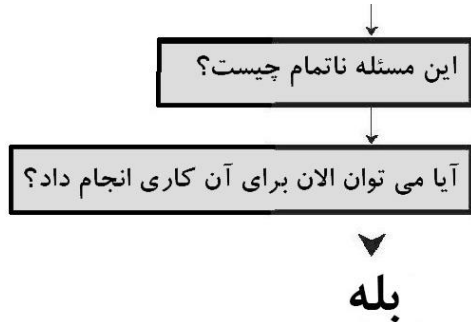 این مسئله ناتمام چیست؟
آیا می توان الان برای آن کاری انجام داد؟
بله